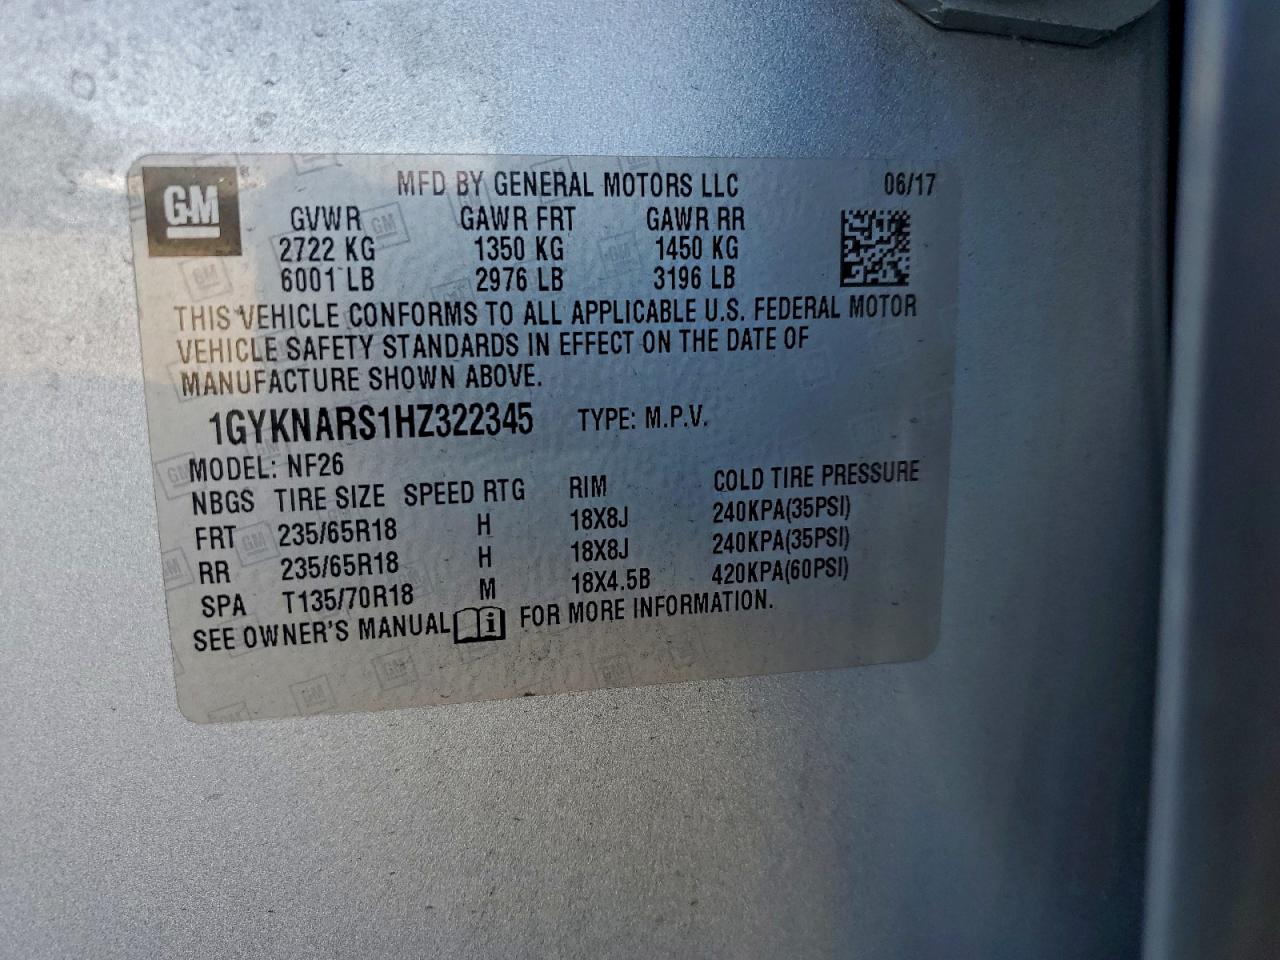 GM
MFD BY GENERAL MOTORS LLC 06/17
GVWR GAWR FRT GAWR RR
2722 KG 1350 KG 1450 KG
6001 LB 2976 LB 3196 LB
THIS VEHICLE CONFORMS TO ALL APPLICABLE U.S. FEDERAL MOTOR
VEHICLE SAFETY STANDARDS IN EFFECT ON THE DATE OF
MANUFACTURE SHOWN ABOVE.
1GYKNARS1HZ322345 TYPE: M.P.V.
MODEL: NF26
NBGS TIRE SIZE SPEED RTG RIM COLD TIRE PRESSURE
FRT 235/65R18 H 18X8J 240KPA(35PSI)
RR 235/65R18 H 18X8J 240KPA(35PSI)
SPA T135/70R18 M 18X4.5B 420KPA(60PSI)
SEE OWNER'S MANUAL i FOR MORE INFORMATION.